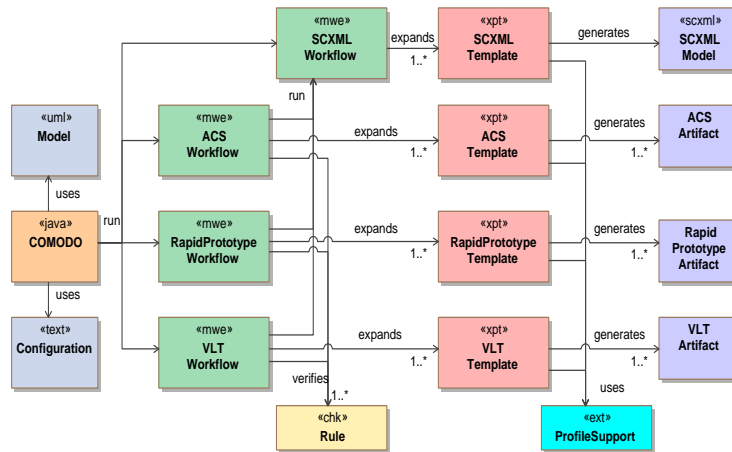 «mwe»
SCXML
Workflow
expands
1..*
«xpt»
SCXML
Template
generates
«scxml»
SCXML
Model
run
«uml»
Model
«mwe»
ACS
Workflow
expands
1..*
«xpt»
ACS
Template
generates
1..*
ACS
Artifact
uses
«java»
COMODO
run
«mwe»
RapidPrototype
Workflow
expands
1..*
«xpt»
RapidPrototype
Template
generates
1..*
Rapid
Prototype
Artifact
uses
«text»
Configuration
«mwe»
VLT
Workflow
expands
1..*
«xpt»
VLT
Template
generates
1..*
VLT
Artifact
verifies
1..*
uses
«chk»
Rule
«ext»
ProfileSupport